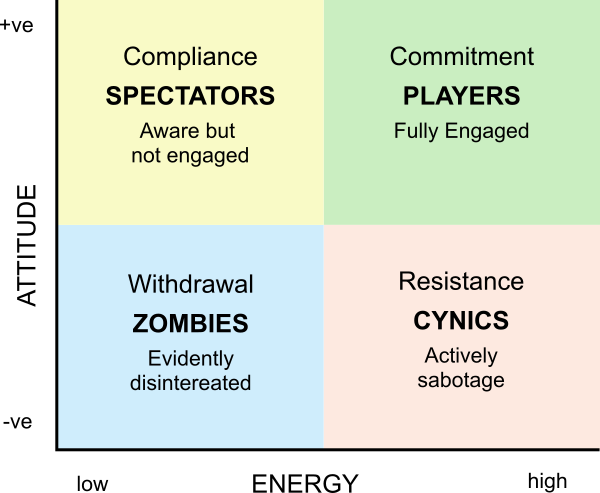 +ve
Compliance
SPECTATORS
Aware but
not engaged
Commitment
PLAYERS
Fully Engaged
ATTITUDE
Withdrawal
ZOMBIES
Evidently
disintereated
Resistance
CYNICS
Actively
sabotage
-ve
low
ENERGY
high